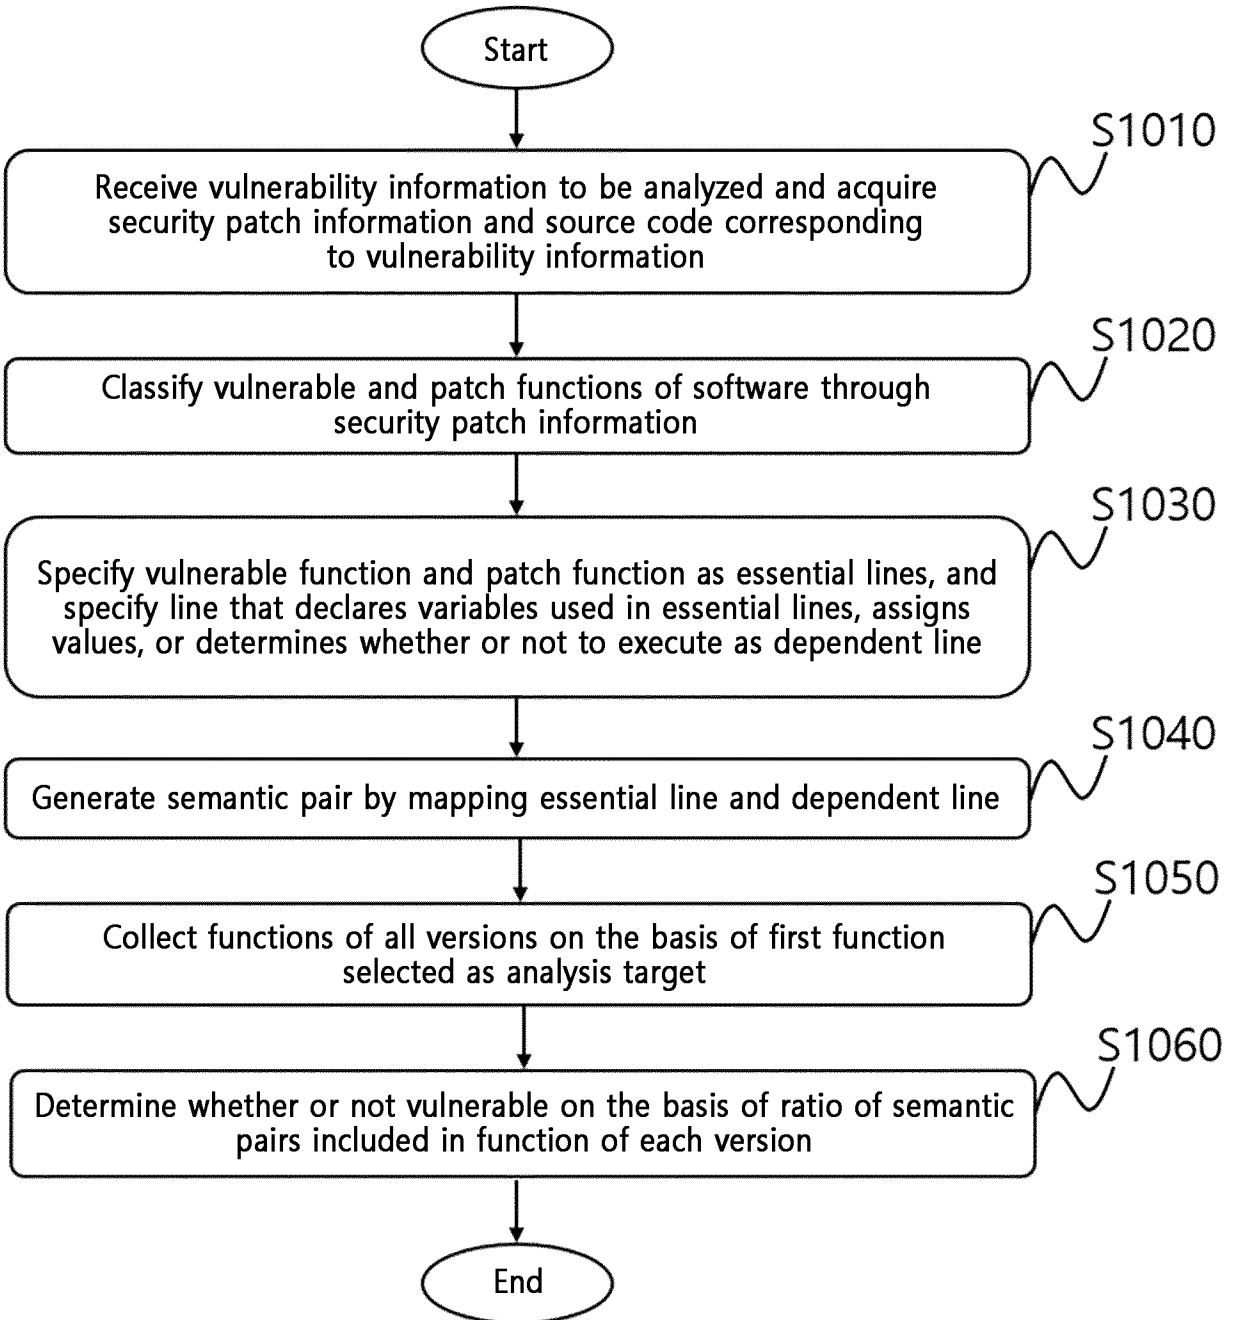 Start
S1010
Receive vulnerability information to be analyzed and acquire
security patch information and source code corresponding
to vulnerability information
S1020
Classify vulnerable and patch functions of software through
security patch information
S1030
Specify vulnerable function and patch function as essential lines, and
specify line that declares variables used in essential lines, assigns
values, or determines whether or not to execute as dependent line
S1040
Generate semantic pair by mapping essential line and dependent line
S1050
Collect functions of all versions on the basis of first function
selected as analysis target
S1060
Determine whether or not vulnerable on the basis of ratio of semantic
pairs included in function of each version
End